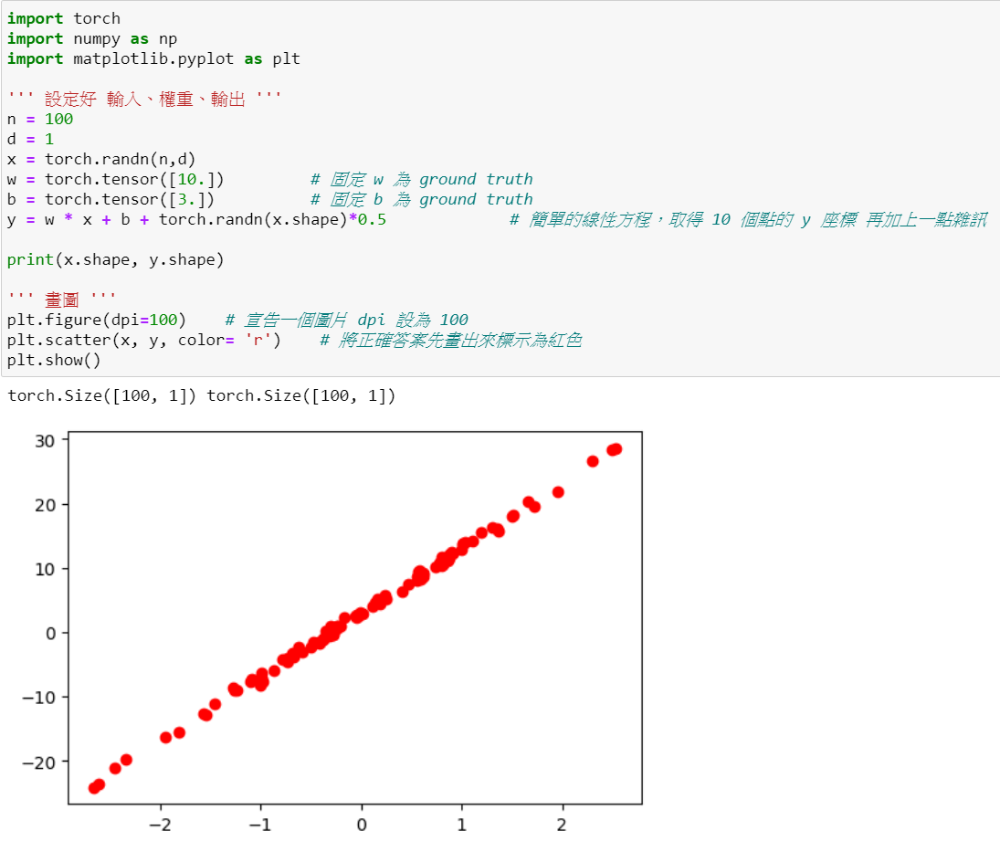 import torch
import numpy as np
import matplotlib.pyplot as plt
''' 設定好 輸入、權重、輸出 '''
n = 100
d = 1
x = torch.randn(n,d)
w = torch.tensor([10.])         # 固定 w 為 ground truth
b = torch.tensor([3.])          # 固定 b 為 ground truth
y = w * x + b + torch.randn(x.shape)*0.5             # 簡單的線性方程，取得 10 個點的 y 座標 再加上一點雜訊
print(x.shape, y.shape)
''' 畫圖 '''
plt.figure(dpi=100)    # 宣告一個圖片 dpi 設為 100
plt.scatter(x, y, color= 'r')    # 將正確答案先畫出來標示為紅色
plt.show()
torch.Size([100, 1]) torch.Size([100, 1])
30
20
10
0
−10
−20
−2 −1 0 1 2